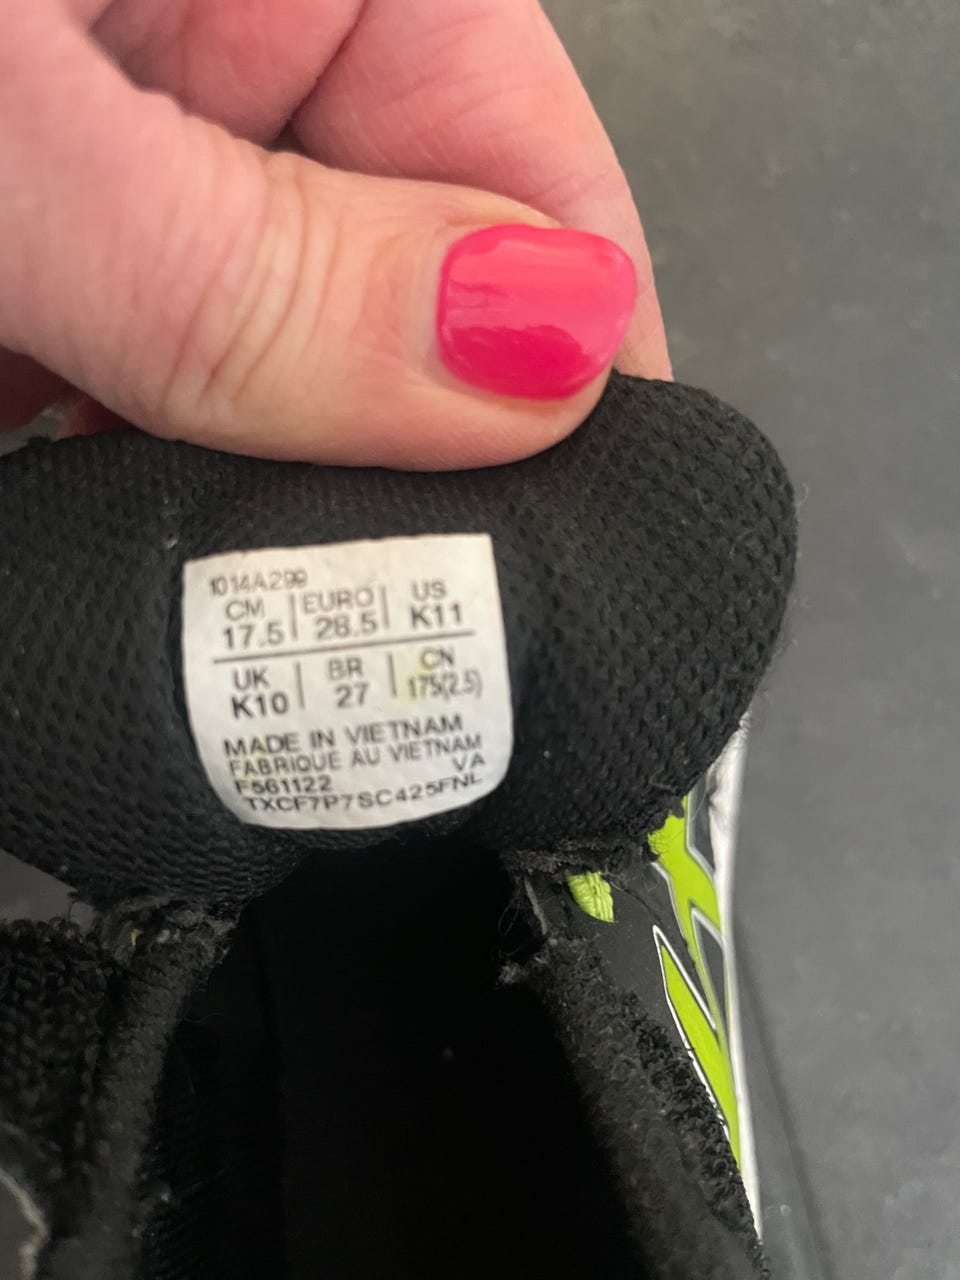 1014A299
CM | EURO | US
17.5 | 28.5 | K11
UK | BR | CN
K10 | 27 | 175(2.5)
MADE IN VIETNAM
FABRIQUE AU VIETNAM
VA
F561122
TXCF7P7SC425FNL